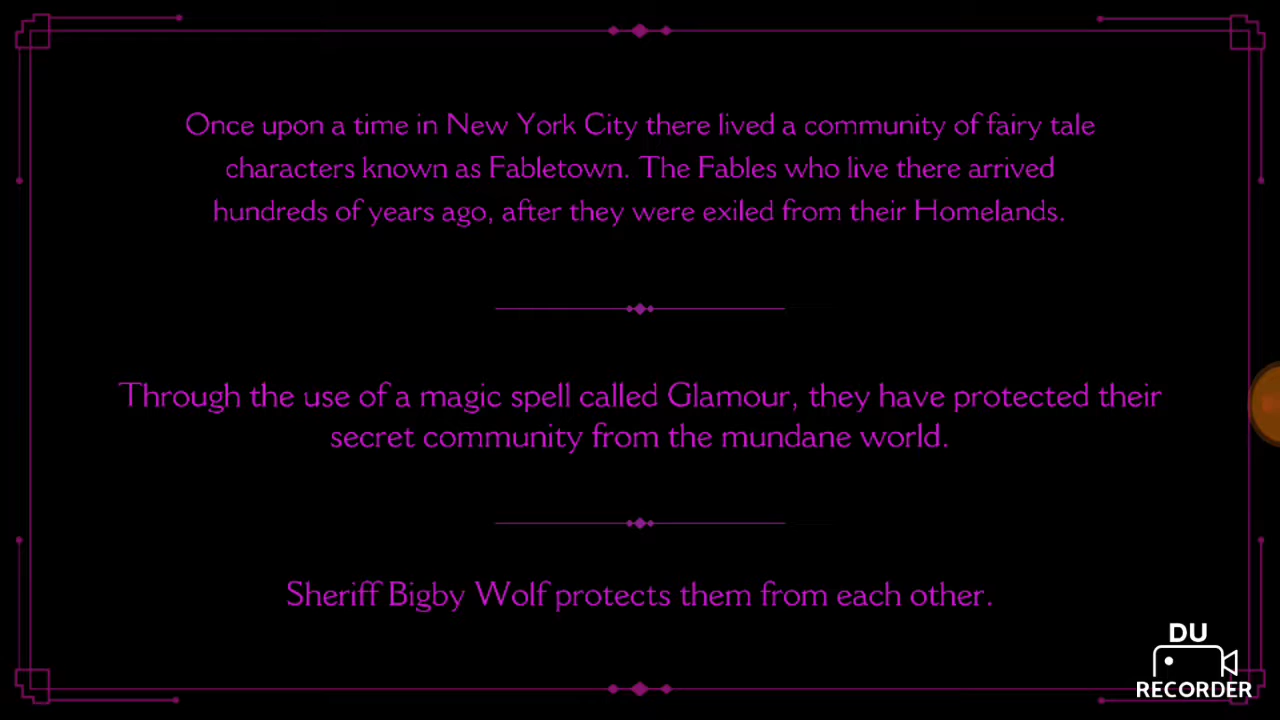 Once upon a time in New York City there lived a community of fairy tale
characters known as Fabletown. The Fables who live there arrived
hundreds of years ago, after they were exiled from their Homelands.
Through the use of a magic spell called Glamour, they have protected their
secret community from the mundane world.
Sheriff Bigby Wolf protects them from each other.
DU
RECORDER